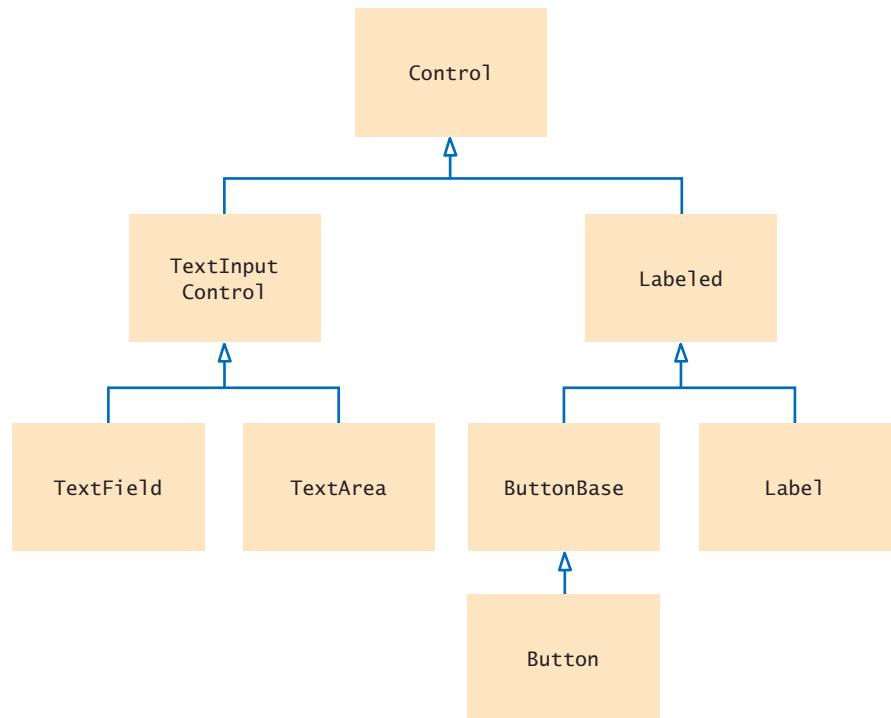 Control
TextInput
Control
Labeled
TextField
TextArea
ButtonBase
Label
Button